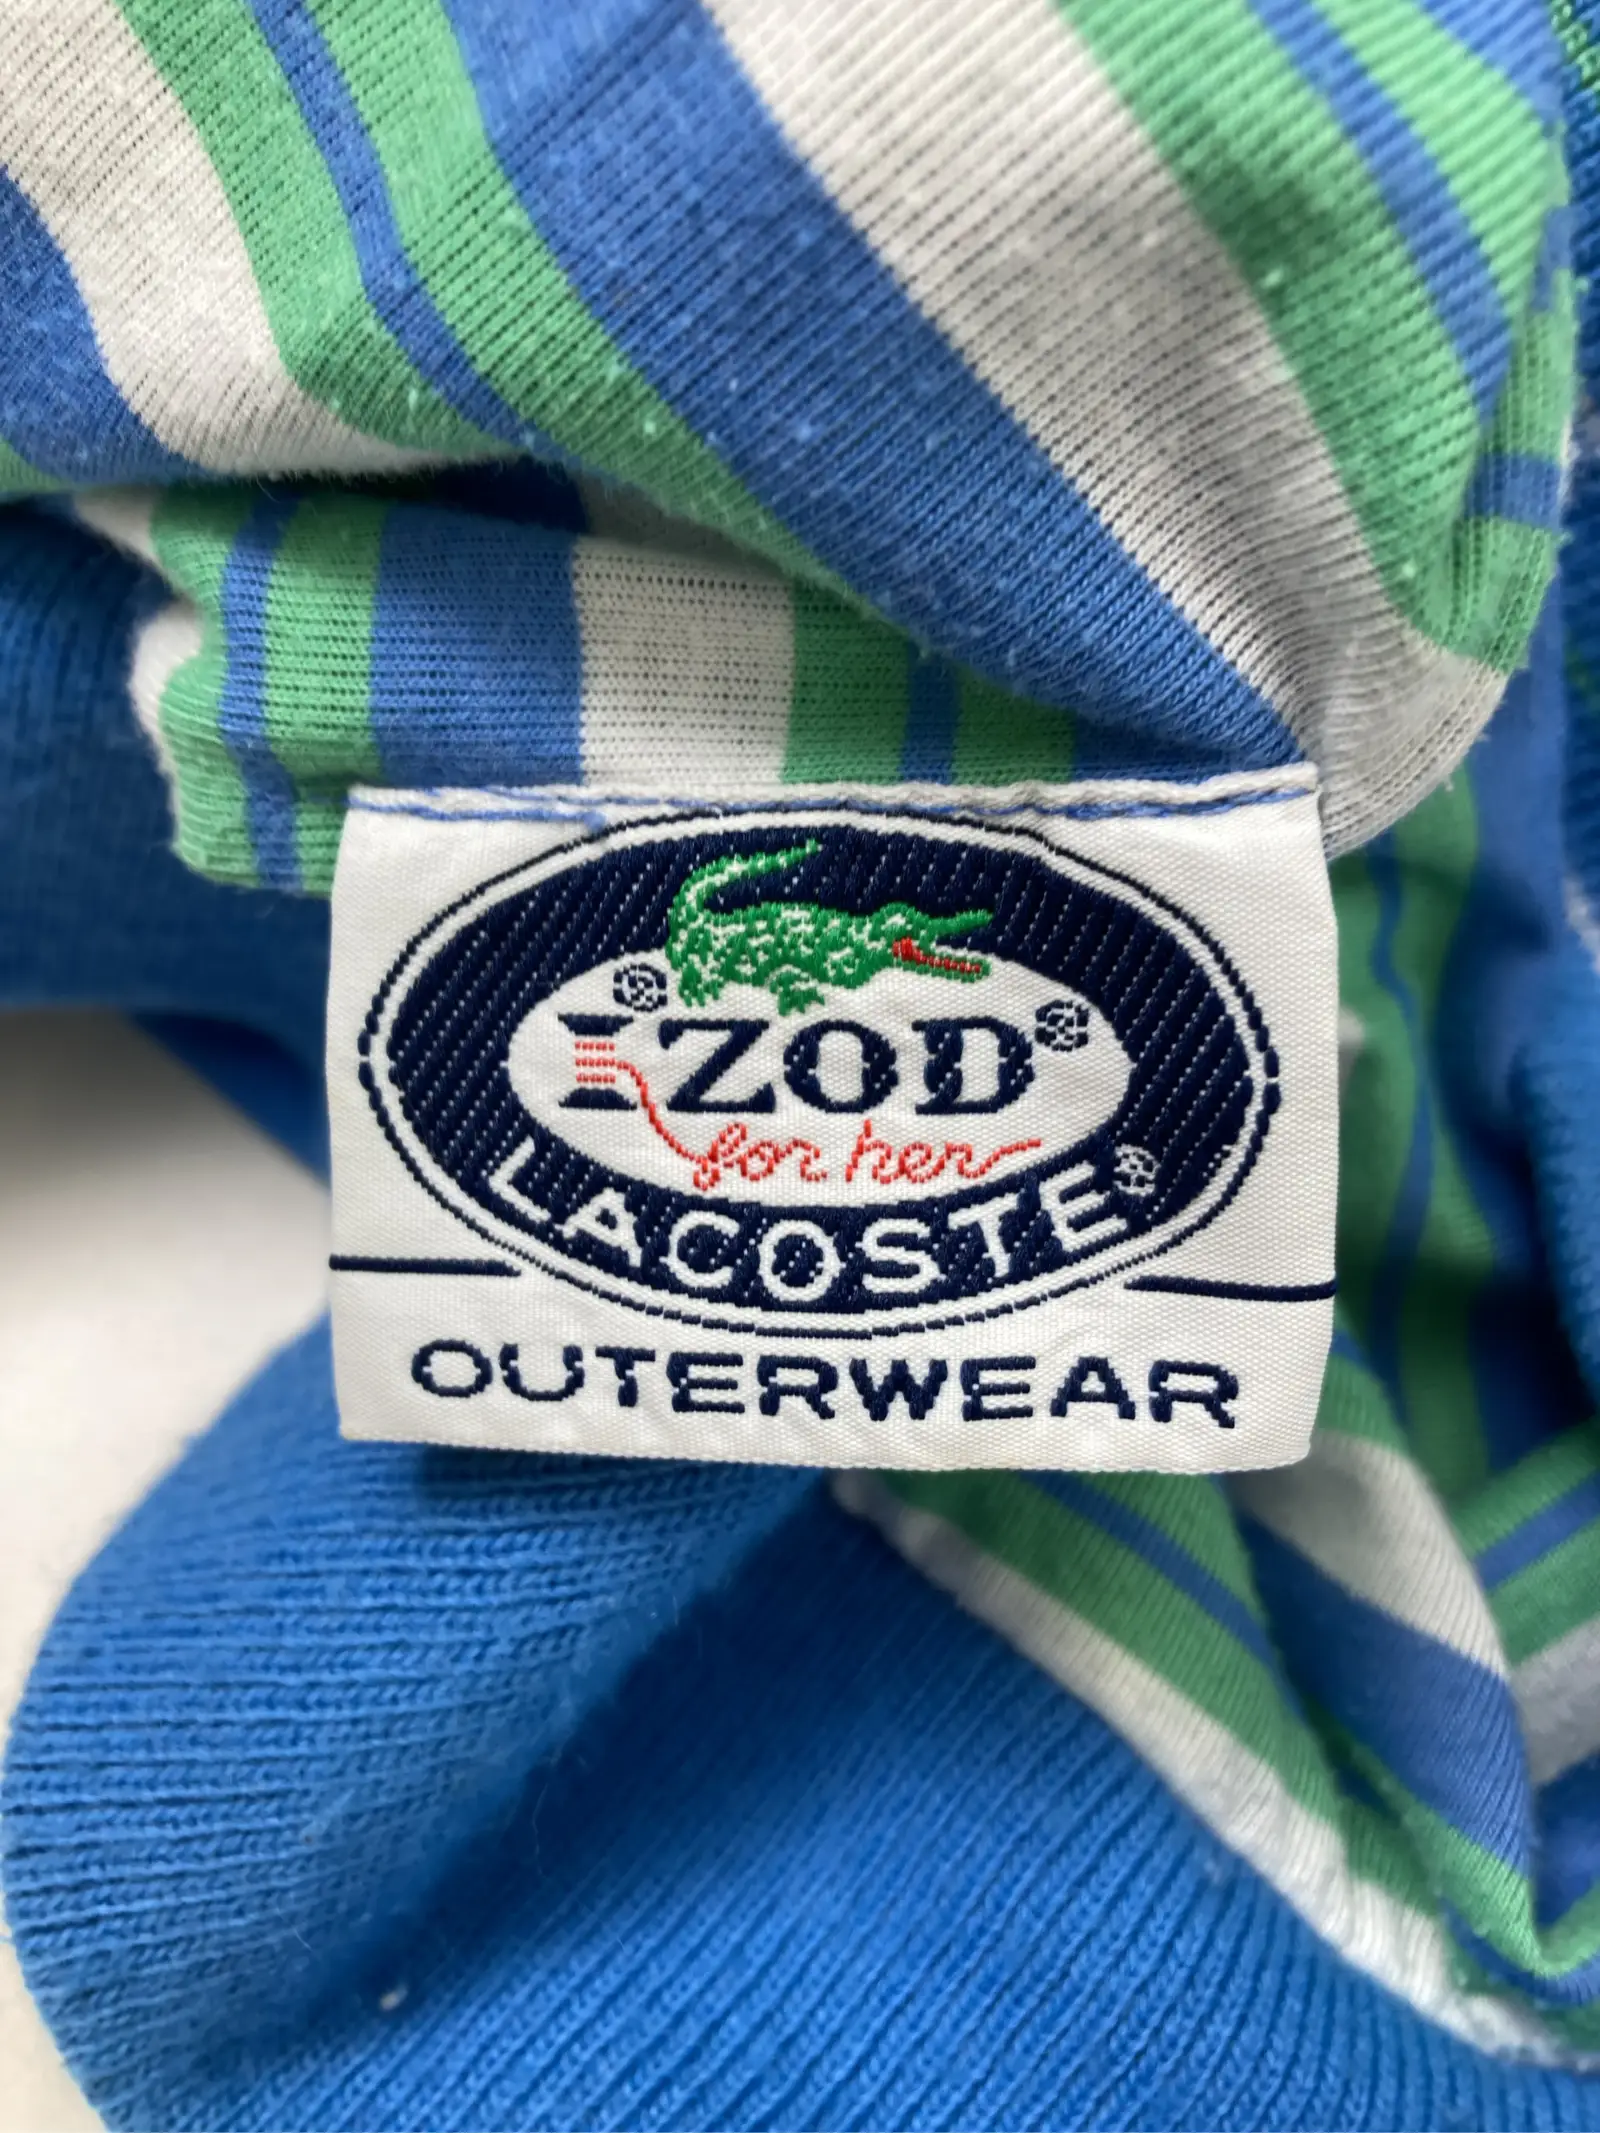 ® IZOD®
for her
LACOSTE®
OUTERWEAR